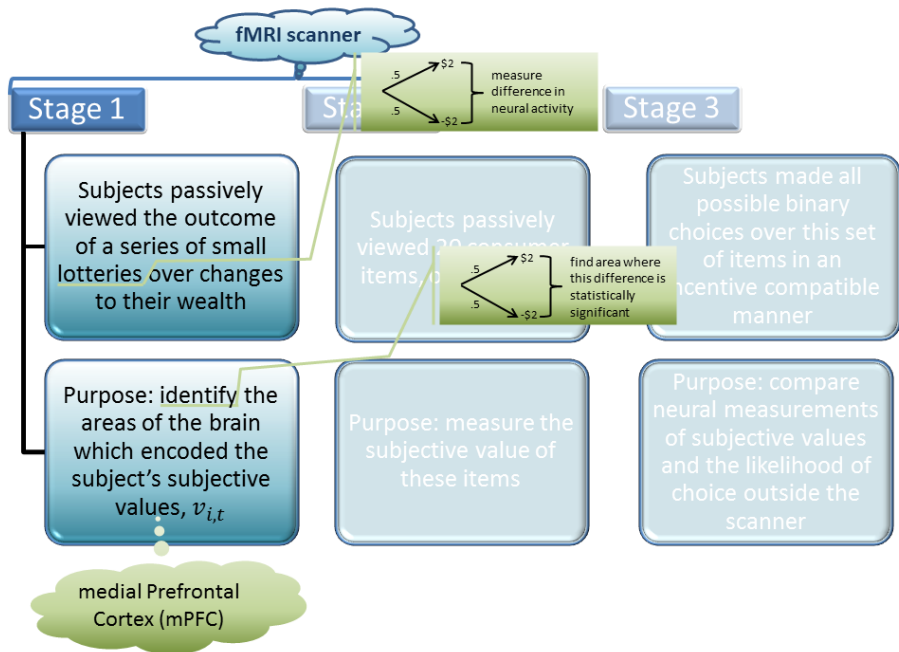 fMRI scanner
Stage 1
Sta
Stage 3
.5
$2
.5
-$2
measure
difference in
neural activity
Subjects passively
viewed the outcome
of a series of small
lotteries over changes
to their wealth
Subjects passively
viewed 20 consumer
items,
.5
$2
.5
-$2
find area where
this difference is
statistically
significant
Subjects made all
possible binary
choices over this set
of items in an
incentive compatible
manner
Purpose: identify the
areas of the brain
which encoded the
subject’s subjective
values, v_{i,t}
Purpose: measure the
subjective value of
these items
Purpose: compare
neural measurements
of subjective values
and the likelihood of
choice outside the
scanner
medial Prefrontal
Cortex (mPFC)